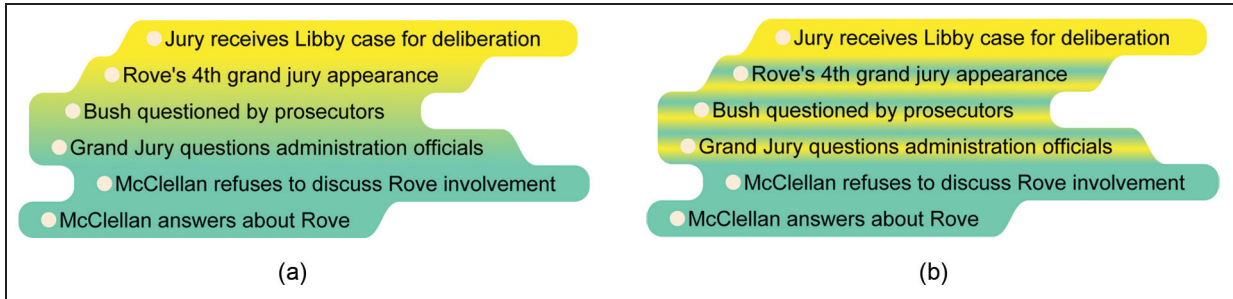 Jury receives Libby case for deliberation
Rove's 4th grand jury appearance
Bush questioned by prosecutors
Grand Jury questions administration officials
McClellan refuses to discuss Rove involvement
McClellan answers about Rove
(a)
Jury receives Libby case for deliberation
Rove's 4th grand jury appearance
Bush questioned by prosecutors
Grand Jury questions administration officials
McClellan refuses to discuss Rove involvement
McClellan answers about Rove
(b)